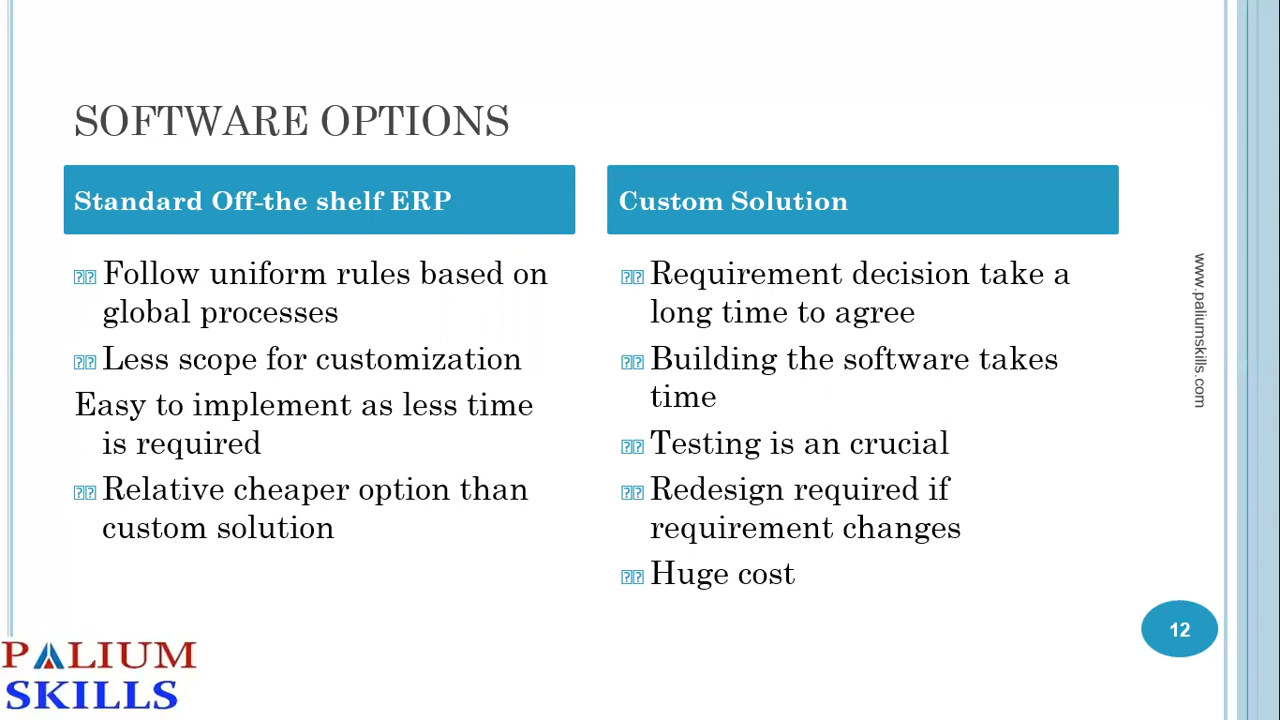 SOFTWARE OPTIONS
Standard Off-the shelf ERP
Follow uniform rules based on
global processes
Less scope for customization
Easy to implement as less time
is required
Relative cheaper option than
custom solution
Custom Solution
Requirement decision take a
long time to agree
Building the software takes
time
Testing is an crucial
Redesign required if
requirement changes
Huge cost
www.paliumskills.com
12
PALIUM
SKILLS